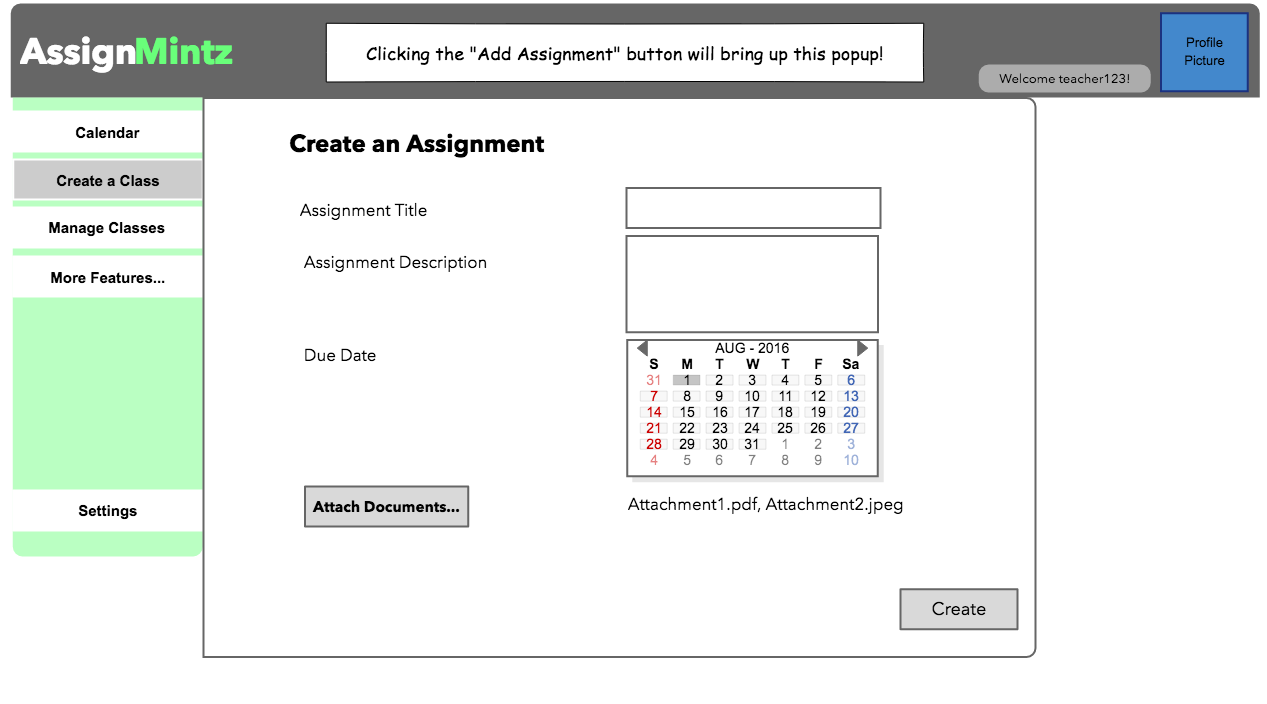 AssignMintz
Clicking the "Add Assignment" button will bring up this popup!
Welcome teacher123!
Profile
Picture
Calendar
Create a Class
Manage Classes
More Features...
Settings
Create an Assignment
Assignment Title
Assignment Description
Due Date
AUG - 2016
S M T W T F Sa
31 1 2 3 4 5 6
7 8 9 10 11 12 13
14 15 16 17 18 19 20
21 22 23 24 25 26 27
28 29 30 31 1 2 3
4 5 6 7 8 9 10
Attach Documents...
Attachment1.pdf, Attachment2.jpeg
Create